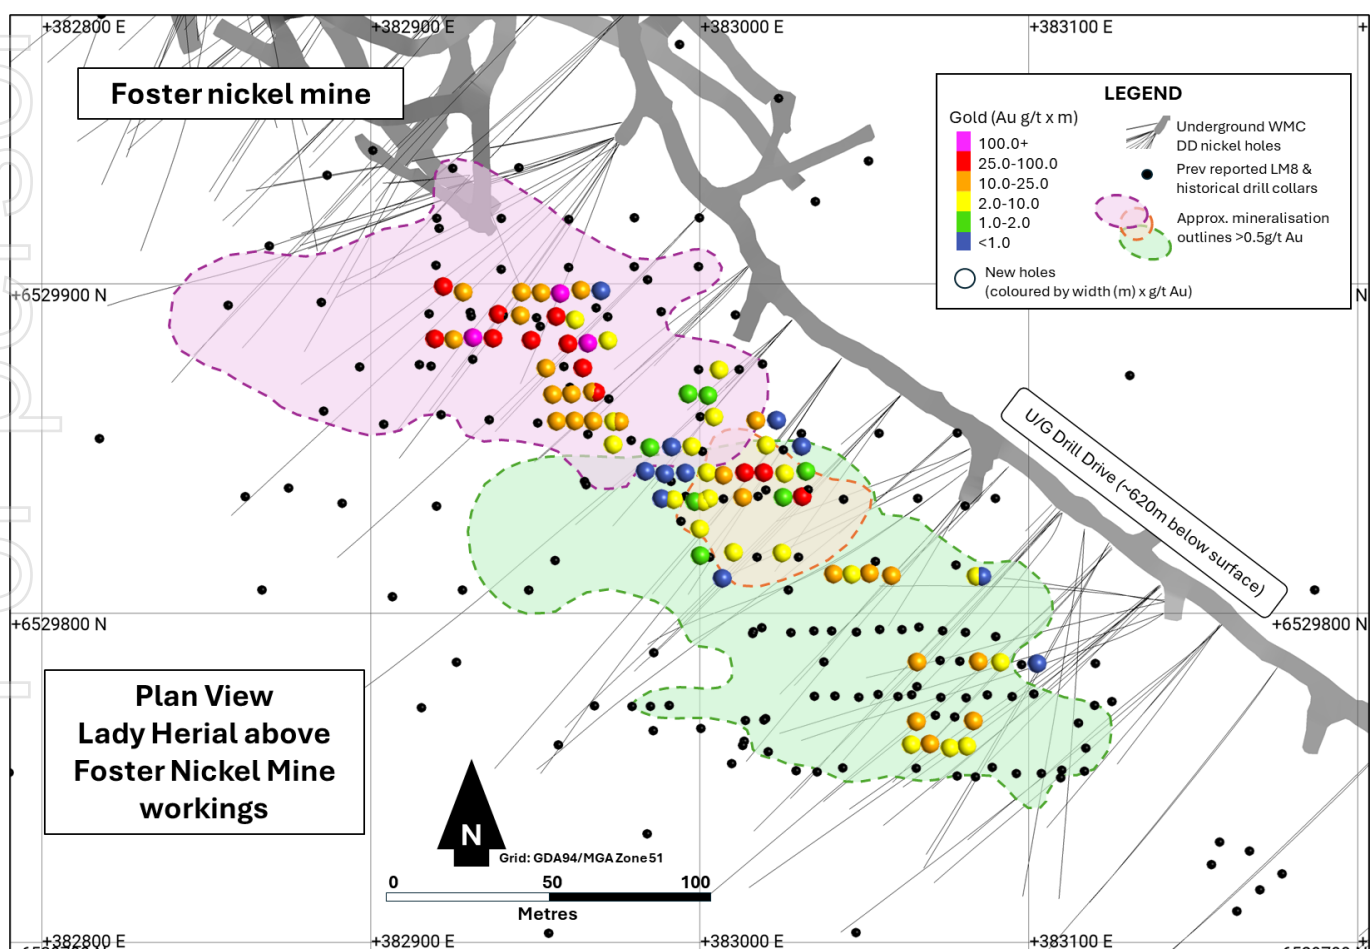 +382800 E
+382900 E
+383000 E
+383100 E
Foster nickel mine
LEGEND
Gold (Au g/t x m)
100.0+
25.0-100.0
10.0-25.0
2.0-10.0
1.0-2.0
<1.0
New holes
(coloured by width (m) x g/t Au)
Underground WMC
DD nickel holes
Prev reported LM8 &
historical drill collars
Approx. mineralisation
outlines >0.5g/t Au
+6529900 N
N
U/G Drill Drive (~620m below surface)
+6529800 N
+6529800 N
Plan View
Lady Herial above
Foster Nickel Mine
workings
N
Grid: GDA94/MGA Zone 51
0 50 100
Metres
+382800 E
+382900 E
+383000 E
+383100 E